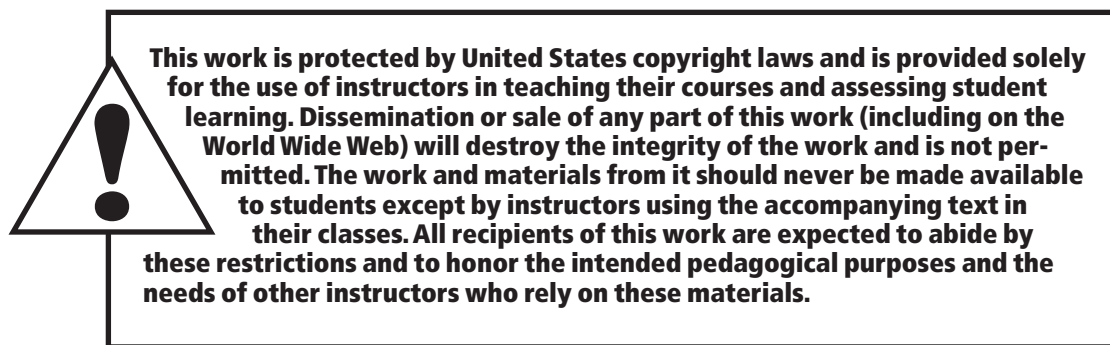 This work is protected by United States copyright laws and is provided solely
for the use of instructors in teaching their courses and assessing student
learning. Dissemination or sale of any part of this work (including on the
World Wide Web) will destroy the integrity of the work and is not per-
mitted. The work and materials from it should never be made available
to students except by instructors using the accompanying text in
their classes. All recipients of this work are expected to abide by
these restrictions and to honor the intended pedagogical purposes and the
needs of other instructors who rely on these materials.